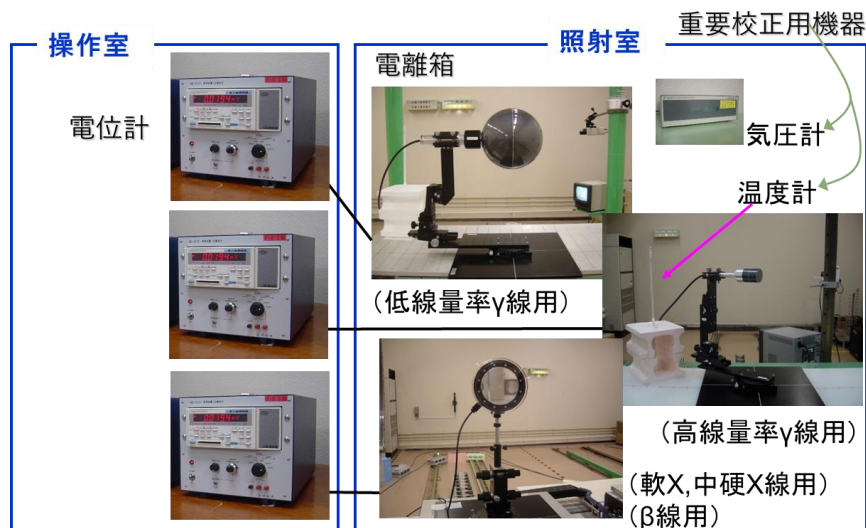 操作室
照射室
重要校正用機器
電位計
電離箱
気圧計
温度計
(低線量率γ線用)
(高線量率γ線用)
(軟X,中硬X線用)
(β線用)